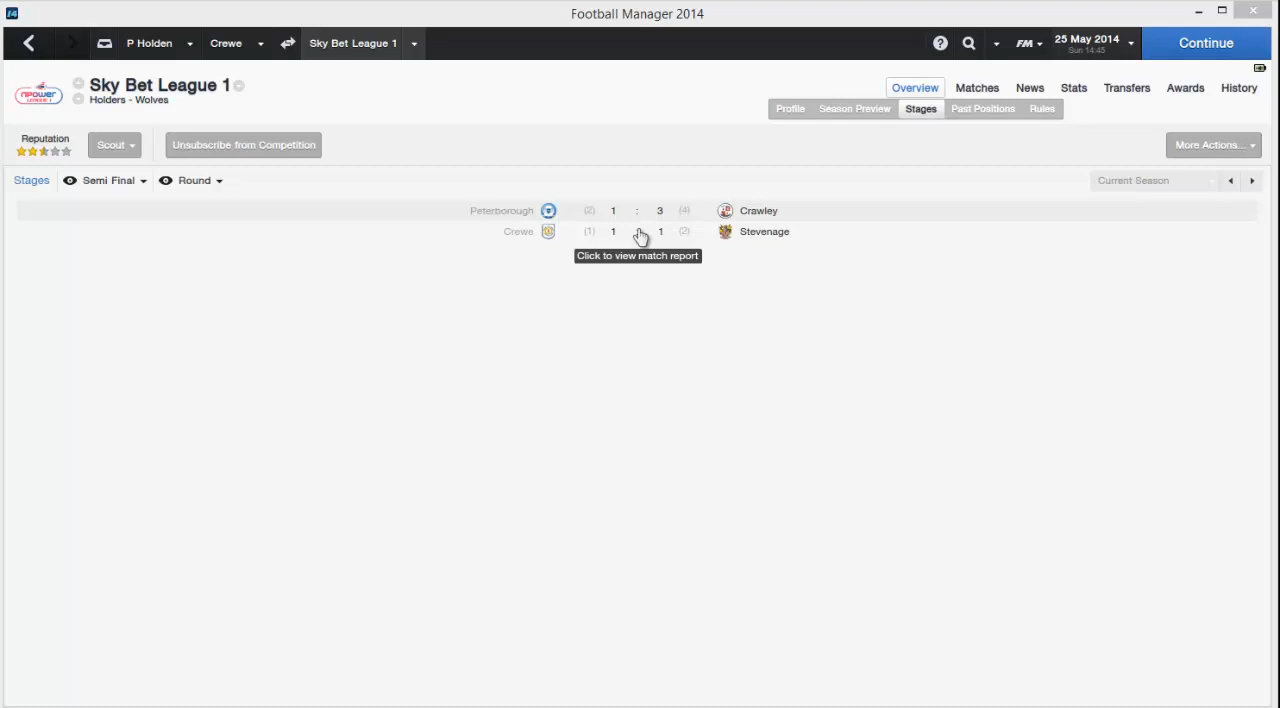 Football Manager 2014
P Holden Crewe Sky Bet League 1 FM 25 May 2014 Continue
Sun 14:45
Sky Bet League 1
Holders - Wolves
npower
LEAGUE 1
Overview Matches News Stats Transfers Awards History
Profile Season Preview Stages Past Positions Rules
Reputation
Scout Unsubscribe from Competition More Actions...
Stages Semi Final Round Current Season
Peterborough (2) 1 : 3 (4) Crawley
Crewe (1) 1 1 (2) Stevenage
Click to view match report